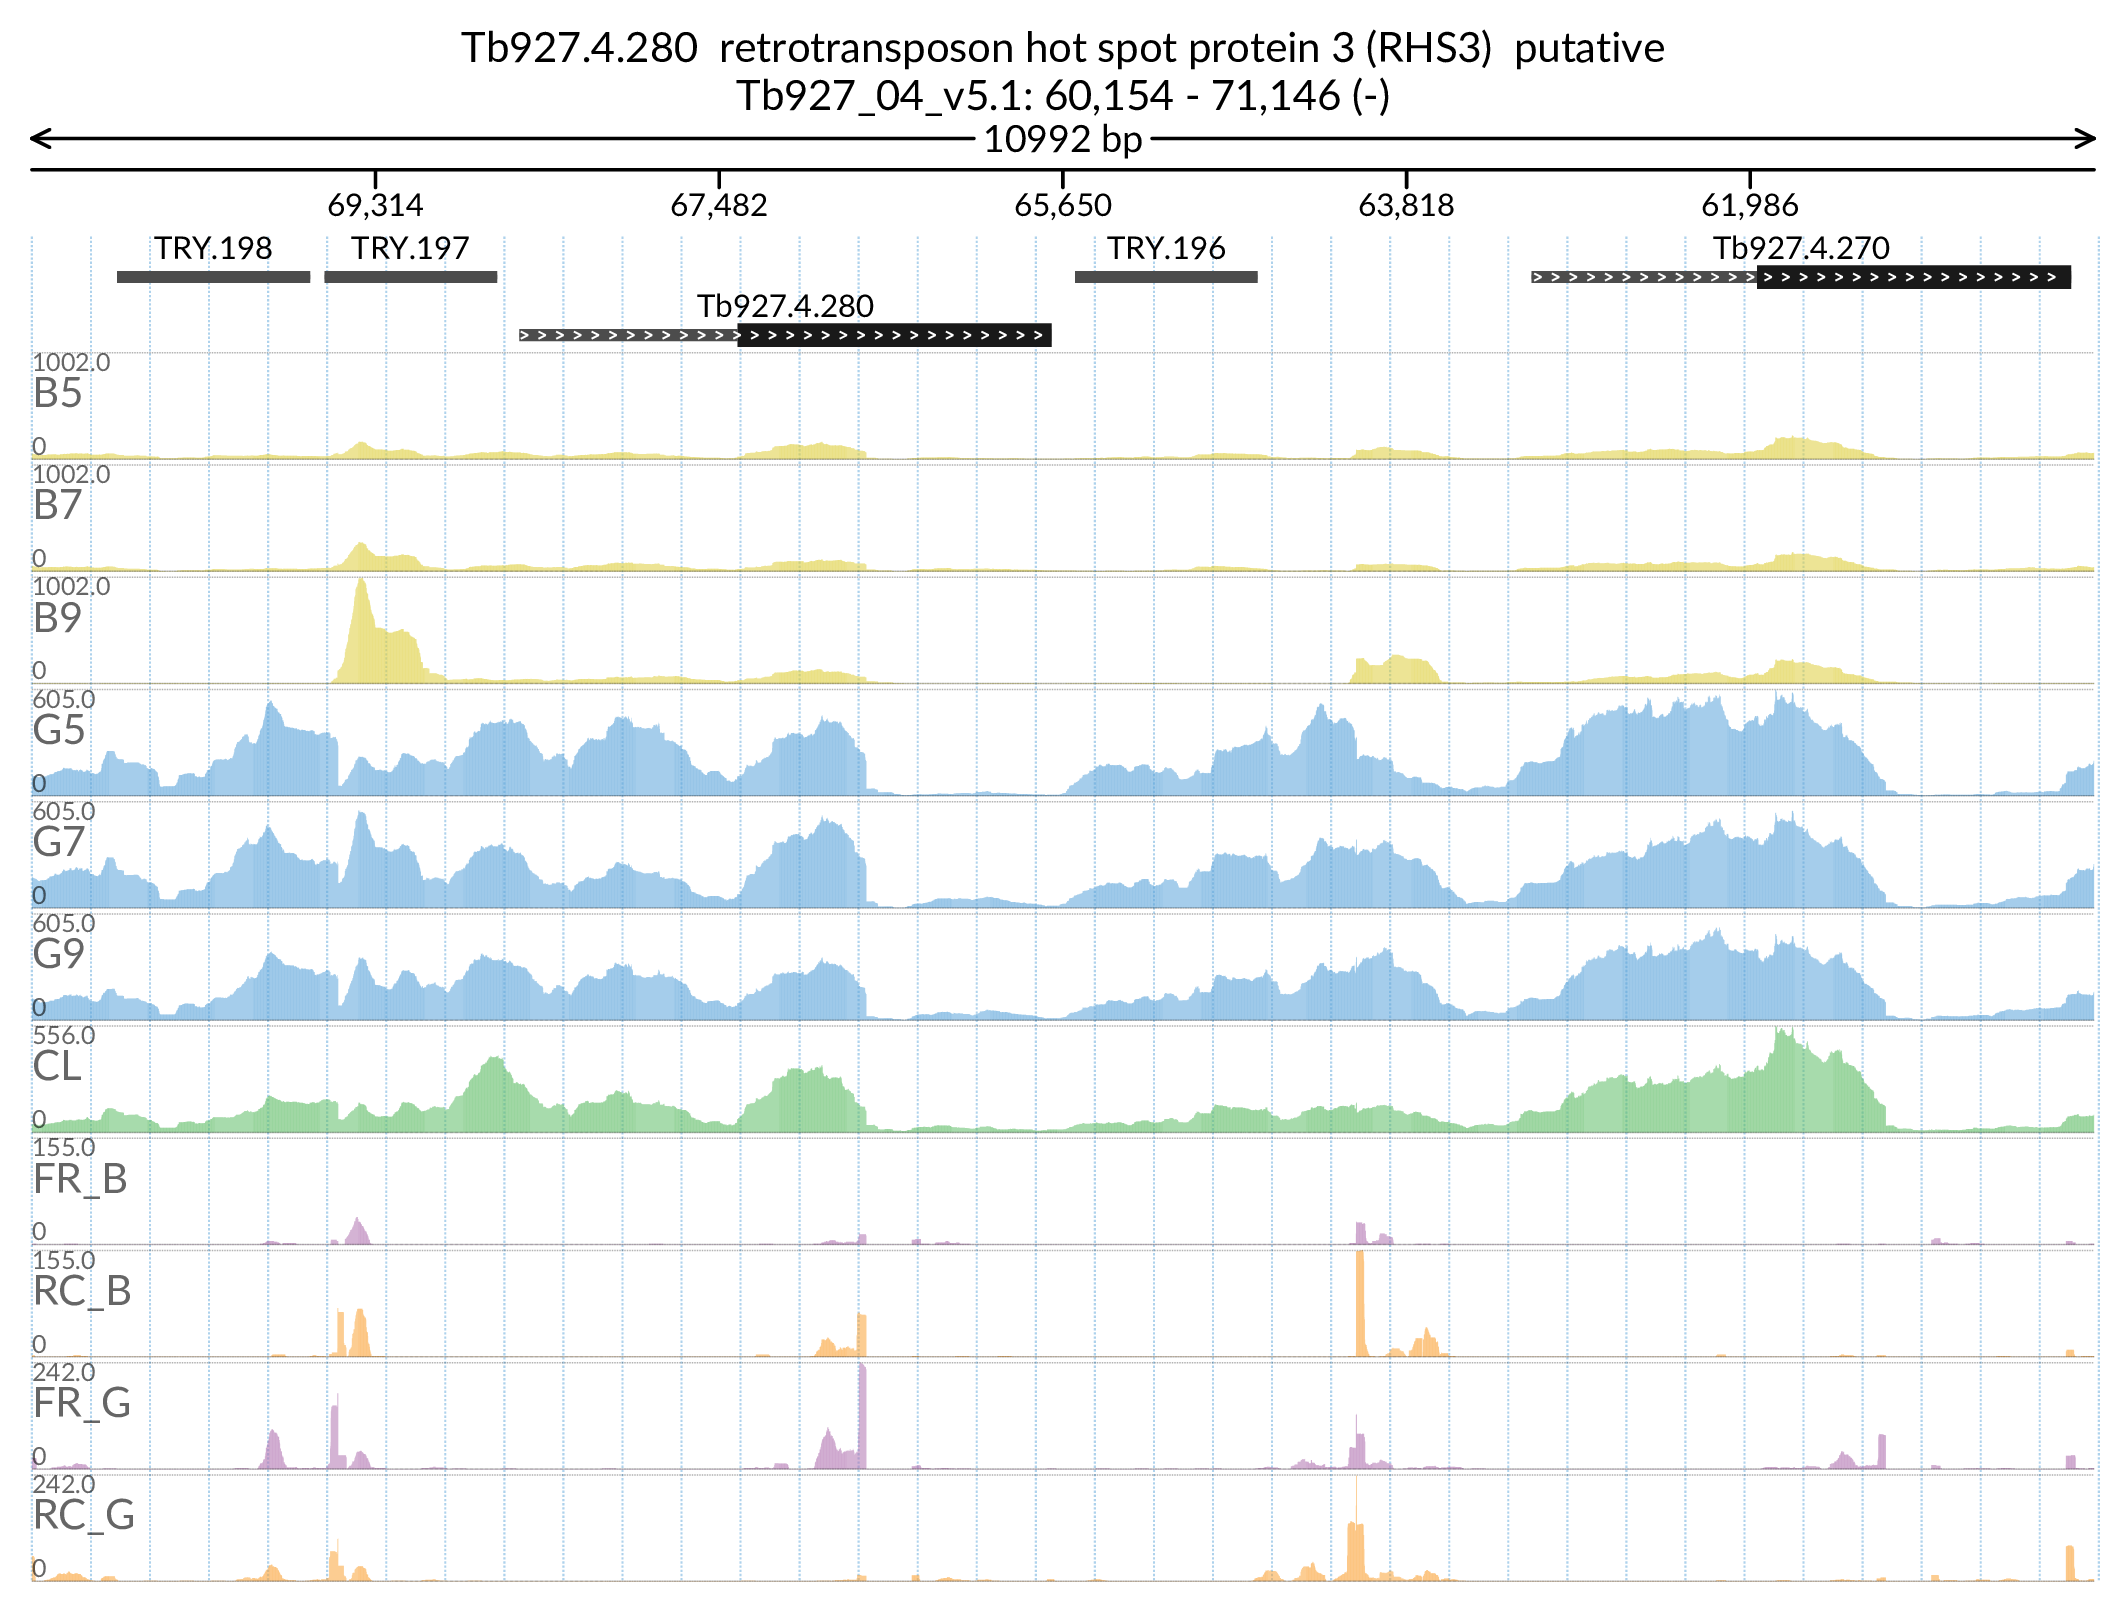 Tb927.4.280  retrotransposon hot spot protein 3 (RHS3)  putative
Tb927_04_v5.1: 60,154 - 71,146 (-)
10992 bp
69,314 67,482 65,650 63,818 61,986
TRY.198 TRY.197 TRY.196 Tb927.4.270
Tb927.4.280
1002.0
B5
0
1002.0
B7
0
1002.0
B9
0
605.0
G5
0
605.0
G7
0
605.0
G9
0
556.0
CL
0
155.0
FR_B
0
155.0
RC_B
0
242.0
FR_G
0
242.0
RC_G
0